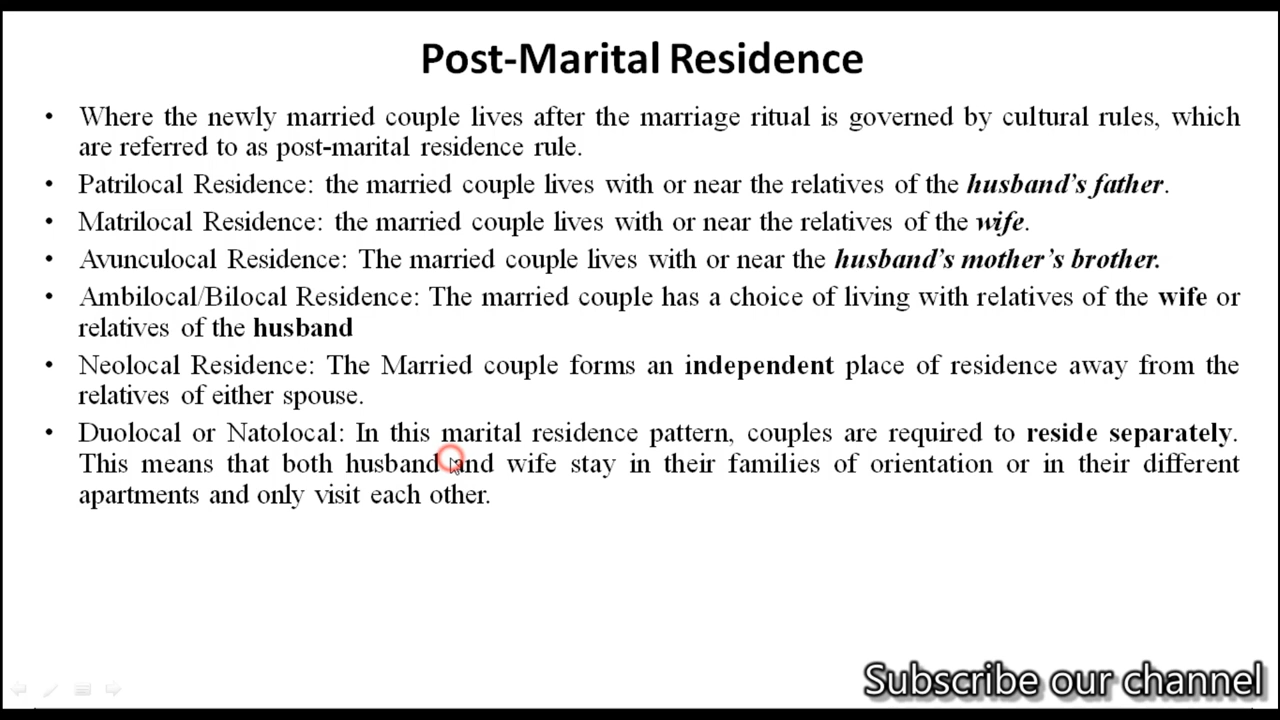 Post-Marital Residence
• Where the newly married couple lives after the marriage ritual is governed by cultural rules, which
are referred to as post-marital residence rule.
• Patrilocal Residence: the married couple lives with or near the relatives of the husband's father.
• Matrilocal Residence: the married couple lives with or near the relatives of the wife.
• Avunculocal Residence: The married couple lives with or near the husband's mother's brother.
• Ambilocal/Bilocal Residence: The married couple has a choice of living with relatives of the wife or
relatives of the husband
• Neolocal Residence: The Married couple forms an independent place of residence away from the
relatives of either spouse.
• Duolocal or Natolocal: In this marital residence pattern, couples are required to reside separately.
This means that both husband and wife stay in their families of orientation or in their different
apartments and only visit each other.
Subscribe our channel